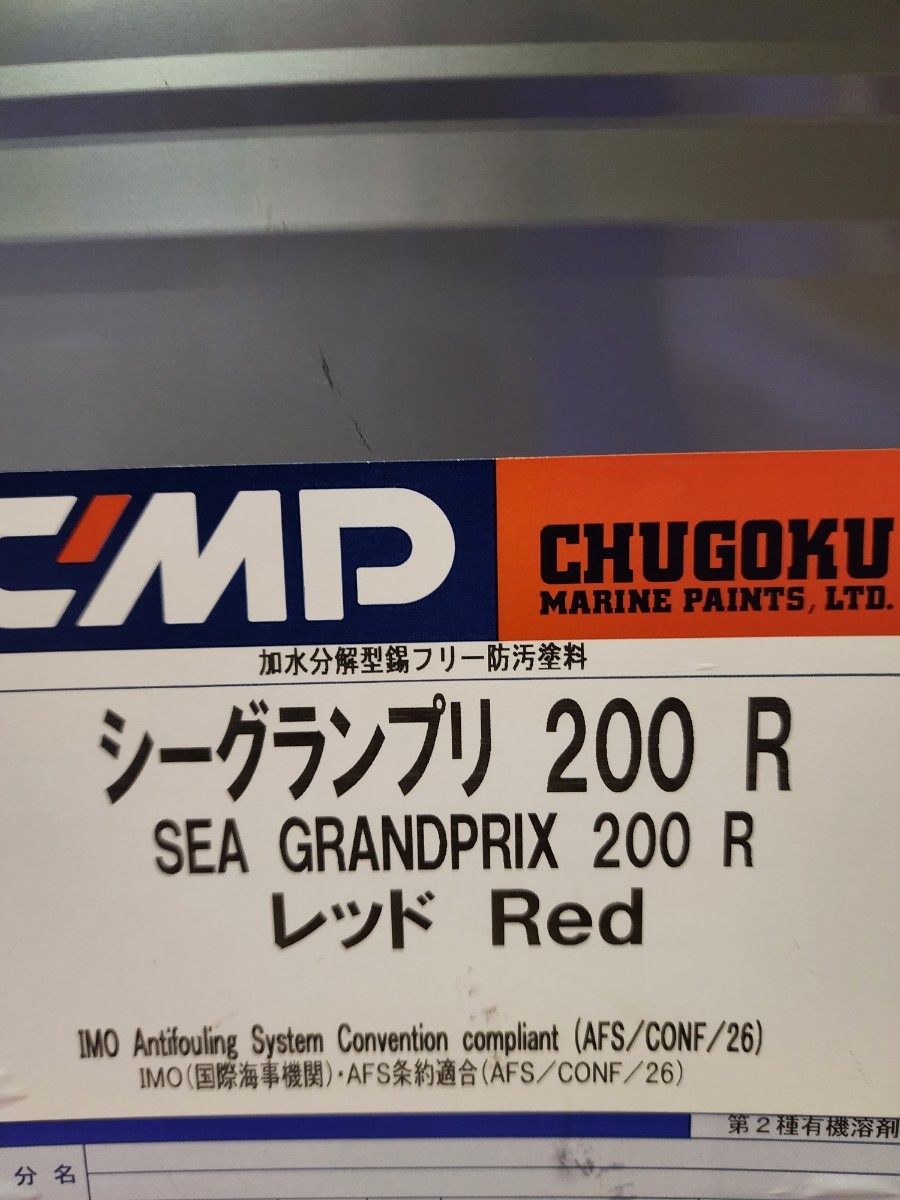 CMP
CHUGOKU
MARINE PAINTS, LTD.
加水分解型錫フリー防汚塗料
シーグランプリ 200 R
SEA GRANDPRIX 200 R
レッド Red
IMO Antifouling System Convention compliant (AFS/CONF/26)
IMO(国際海事機関)・AFS条約適合(AFS/CONF/26)
第2種有機溶剤
分名